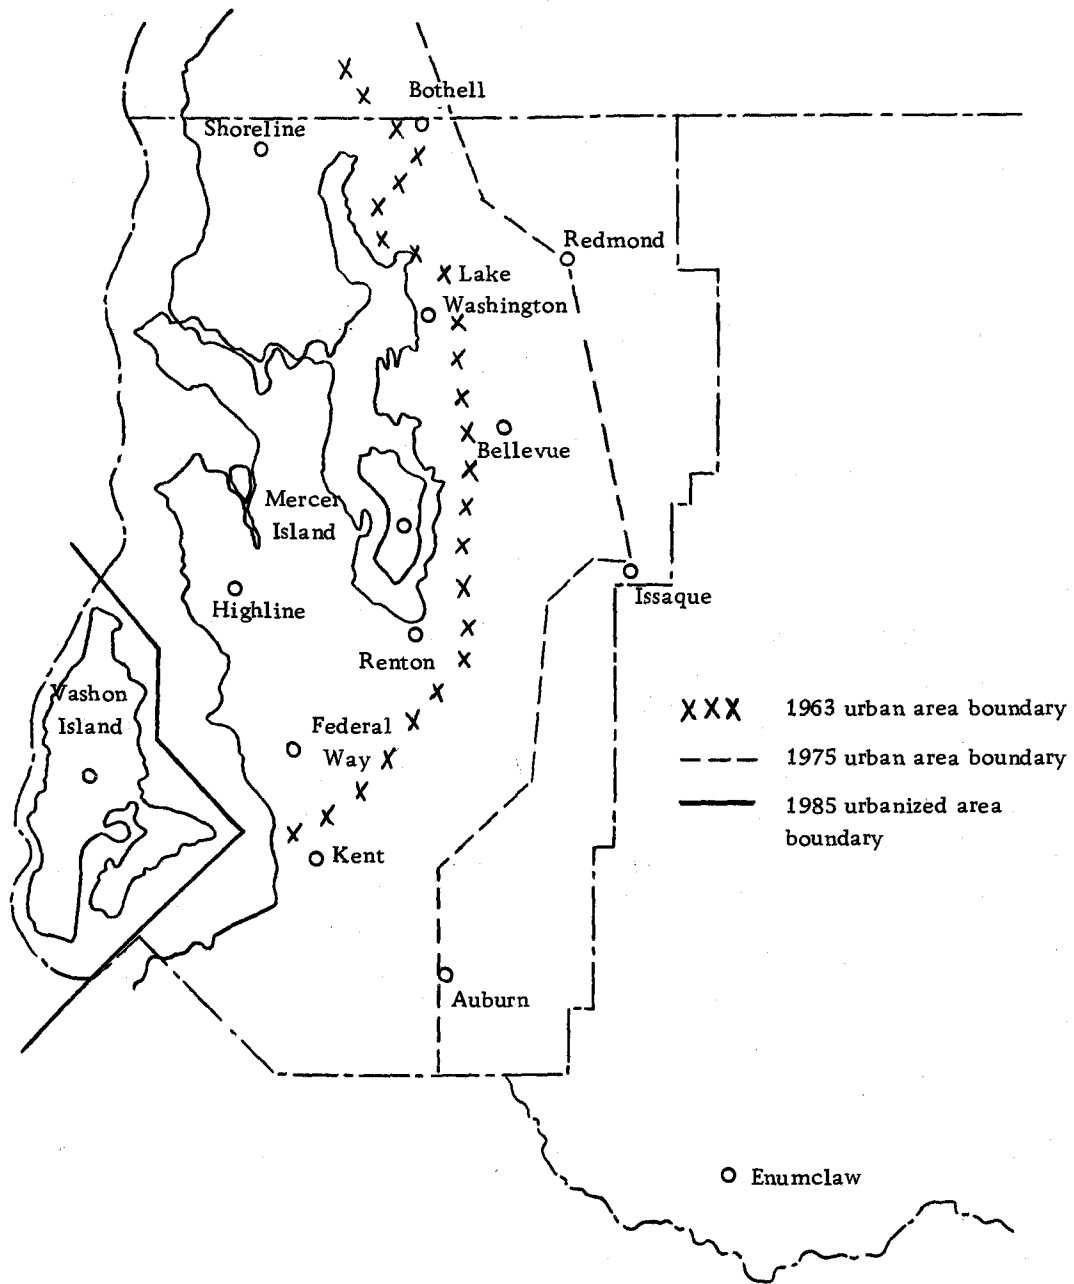 Bothell
Shoreline
Redmond
Lake
Washington
Bellevue
Mercer
Island
Issaque
Highline
Renton
Vashon
Island
Federal
Way
XXX 1963 urban area boundary
1975 urban area boundary
1985 urbanized area
boundary
Kent
Auburn
Enumclaw